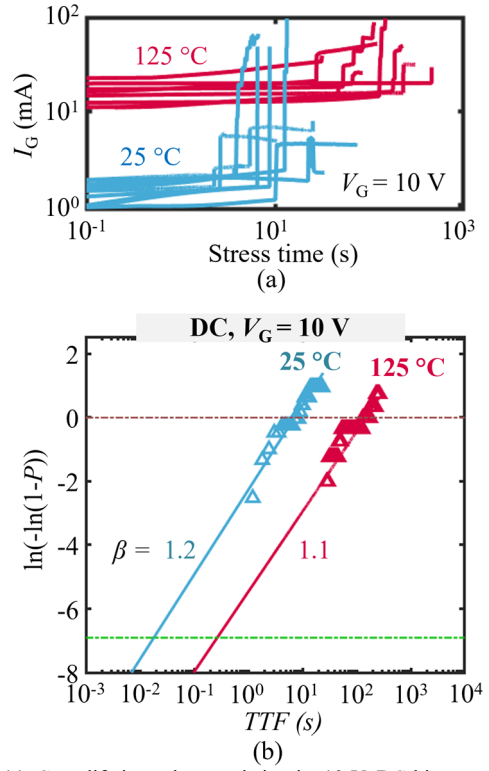 10²
125 °C
I_G (mA)
10¹
25 °C
V_G = 10 V
10⁰
10⁻¹ 10¹ 10³
Stress time (s)
(a)
DC, V_G = 10 V
25 °C
125 °C
2
0
ln(-ln(1-P))
-2
-4
β = 1.2 1.1
-6
-8
10⁻³ 10⁻² 10⁻¹ 10⁰ 10¹ 10² 10³ 10⁴
TTF (s)
(b)